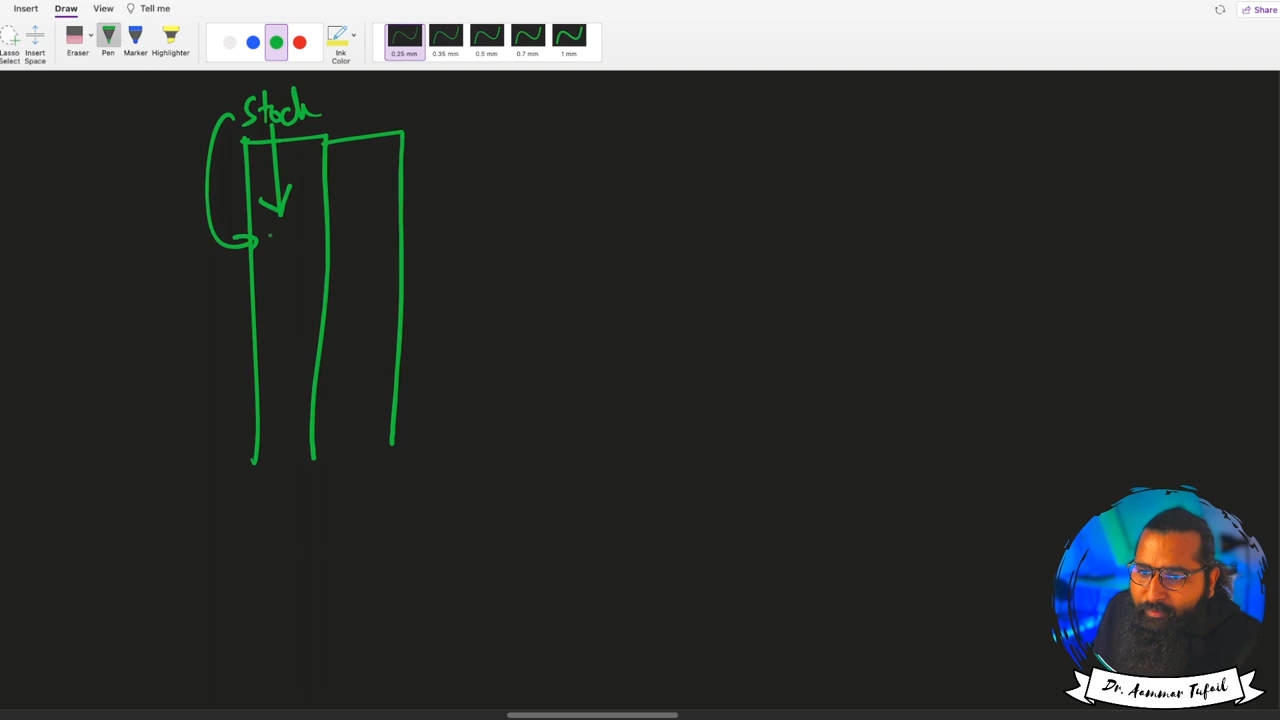 Insert Draw View Tell me Share
Lasso Select
Insert Space
Eraser
Pen
Marker
Highlighter
Ink Color
0.25 mm 0.35 mm 0.5 mm 0.7 mm 1 mm
Stock
Dr. Aammar Tufail